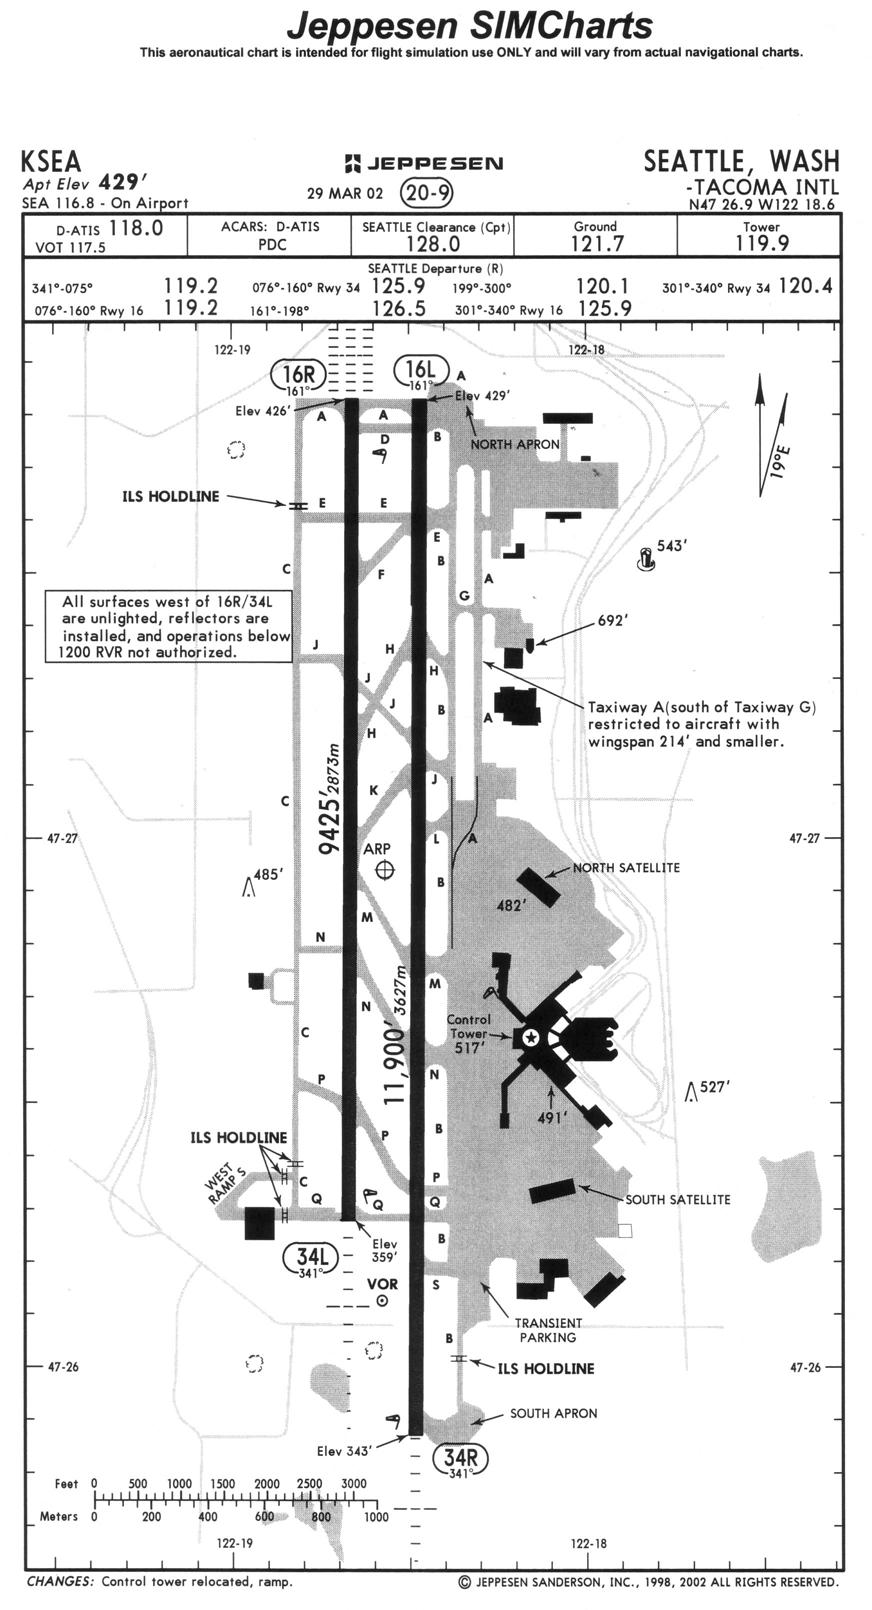 Jeppesen SIMCharts
This aeronautical chart is intended for flight simulation use ONLY and will vary from actual navigational charts.
KSEA
JEPPESEN
SEATTLE, WASH
Apt Elev 429'
29 MAR 02 20-9
-TACOMA INTL
SEA 116.8 - On Airport
N47 26.9 W122 18.6
D-ATIS 118.0
VOT 117.5
ACARS: D-ATIS
PDC
SEATTLE Clearance (Cpt)
128.0
Ground
121.7
Tower
119.9
SEATTLE Departure (R)
341°-075° 119.2 076°-160° Rwy 34 125.9 199°-300° 120.1 301°-340° Rwy 34 120.4
076°-160° Rwy 16 119.2 161°-198° 126.5 301°-340° Rwy 16 125.9
122-19
122-18
16R
161°
16L
161°
A
Elev 426'
Elev 429'
A
A
D
B
NORTH APRON
19°E
ILS HOLDLINE
E
E
E
B
543'
C
F
A
G
All surfaces west of 16R/34L
are unlighted, reflectors are
installed, and operations below
1200 RVR not authorized.
692'
J
H
H
J
J
B
A
H
Taxiway A(south of Taxiway G)
restricted to aircraft with
wingspan 214' and smaller.
9425' 2873m
K
J
C
47-27
L
A
47-27
ARP
NORTH SATELLITE
485'
B
482'
M
N
M
3627m
11,900'
N
C
Control
Tower
517'
N
P
527'
491'
B
P
ILS HOLDLINE
WEST
RAMP S
C
P
Q
Q
Q
SOUTH SATELLITE
B
34L
341°
Elev
359'
VOR
S
TRANSIENT
PARKING
B
47-26
ILS HOLDLINE
47-26
SOUTH APRON
Elev 343'
34R
341°
Feet 0 500 1000 1500 2000 2500 3000
Meters 0 200 400 600 800 1000
122-19
122-18
CHANGES: Control tower relocated, ramp.
© JEPPESEN SANDERSON, INC., 1998, 2002 ALL RIGHTS RESERVED.